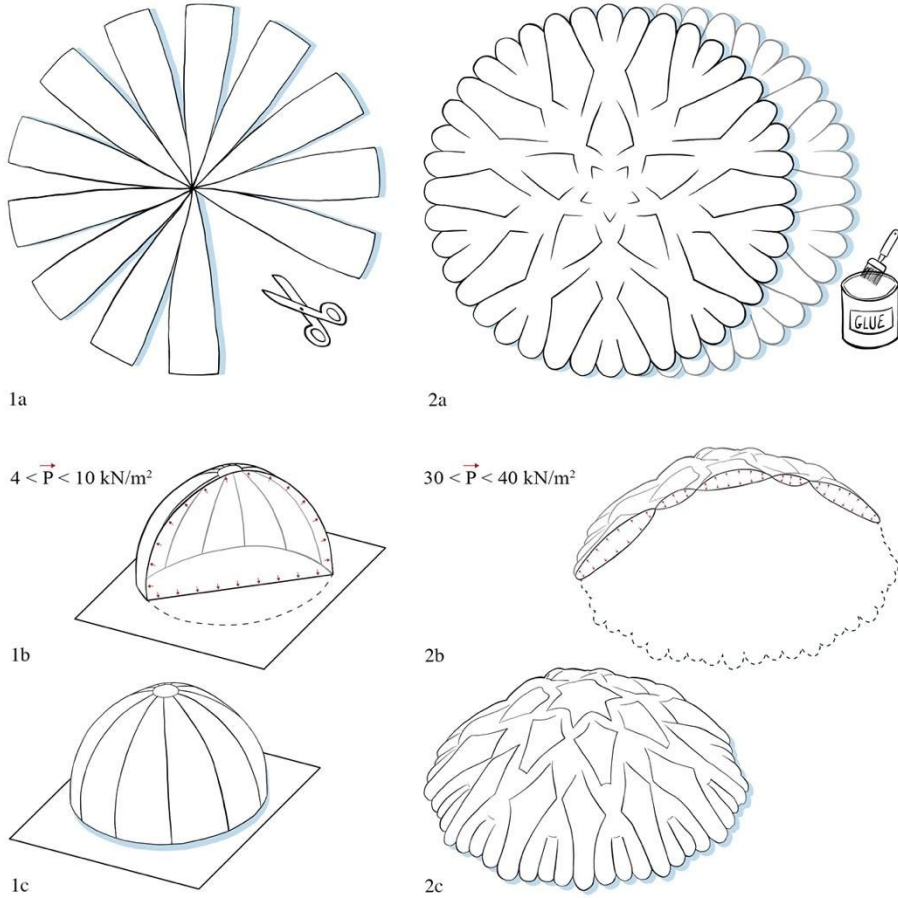 GLUE
1a
2a
4 < P⃗ < 10 kN/m²
30 < P⃗ < 40 kN/m²
1b
2b
1c
2c